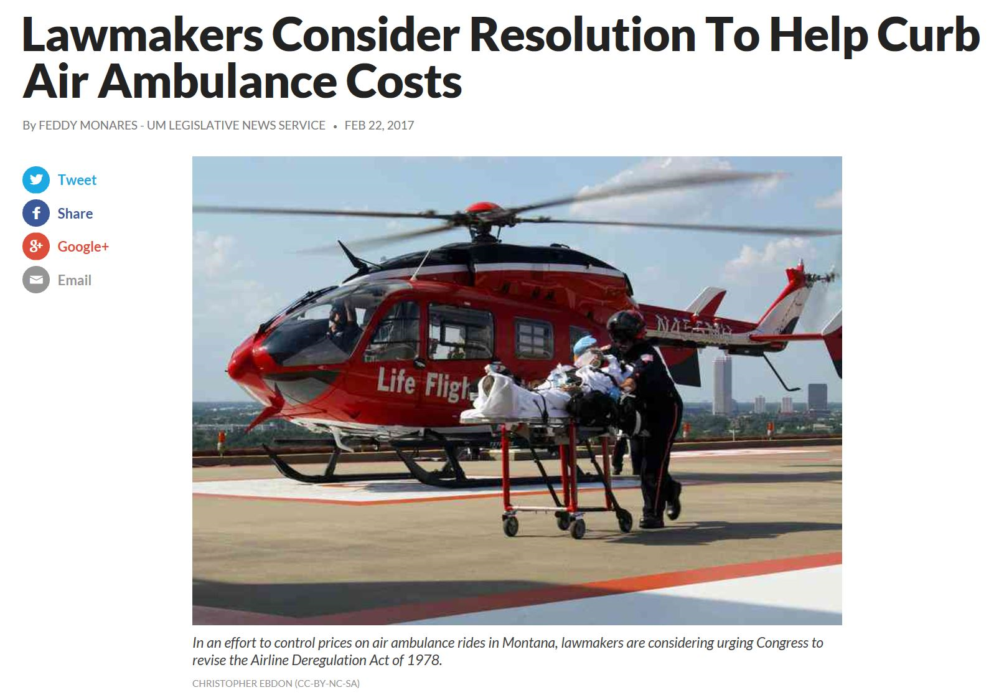 Lawmakers Consider Resolution To Help Curb
Air Ambulance Costs
By FEDDY MONARES - UM LEGISLATIVE NEWS SERVICE • FEB 22, 2017
Tweet
Share
Google+
Email
Life Fligh
In an effort to control prices on air ambulance rides in Montana, lawmakers are considering urging Congress to
revise the Airline Deregulation Act of 1978.
CHRISTOPHER EBDON (CC-BY-NC-SA)